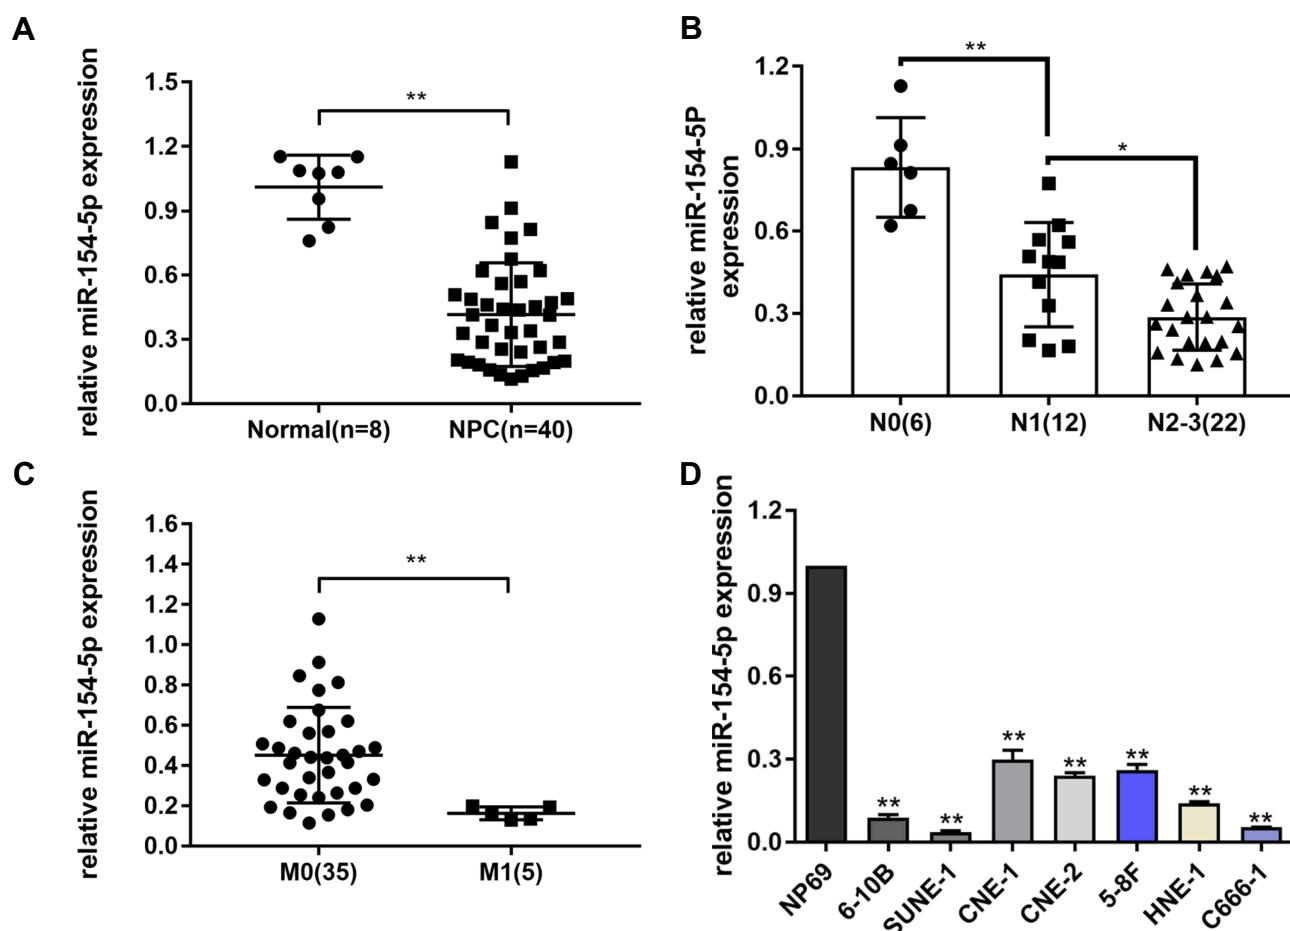 A
relative miR-154-5p expression
1.5
1.2
0.9
0.6
0.3
0.0
**
Normal(n=8)
NPC(n=40)
B
relative miR-154-5P
expression
1.2
0.9
0.6
0.3
0.0
**
*
N0(6)
N1(12)
N2-3(22)
C
relative miR-154-5p expression
1.6
1.4
1.2
1.0
0.8
0.6
0.4
0.2
0.0
**
M0(35)
M1(5)
D
relative miR-154-5p expression
1.2
0.9
0.6
0.3
0.0
**
**
**
**
**
**
**
NP69
6-10B
SUNE-1
CNE-1
CNE-2
5-8F
HNE-1
C666-1